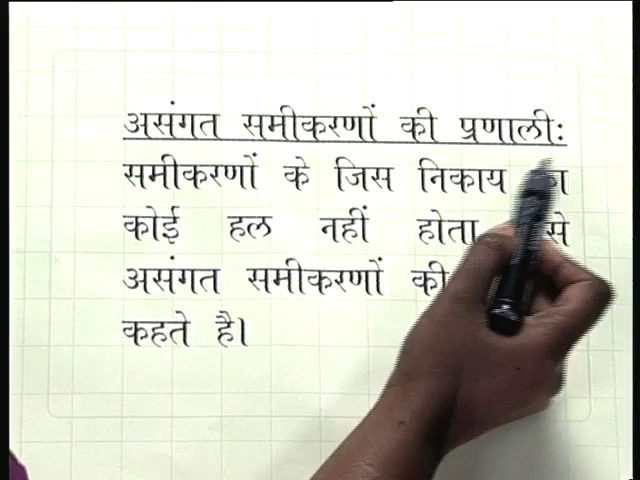 असंगत समीकरणों की प्रणालीः
समीकरणों के जिस निकाय का
कोई हल नहीं होता
असंगत समीकरणों की
कहते है।